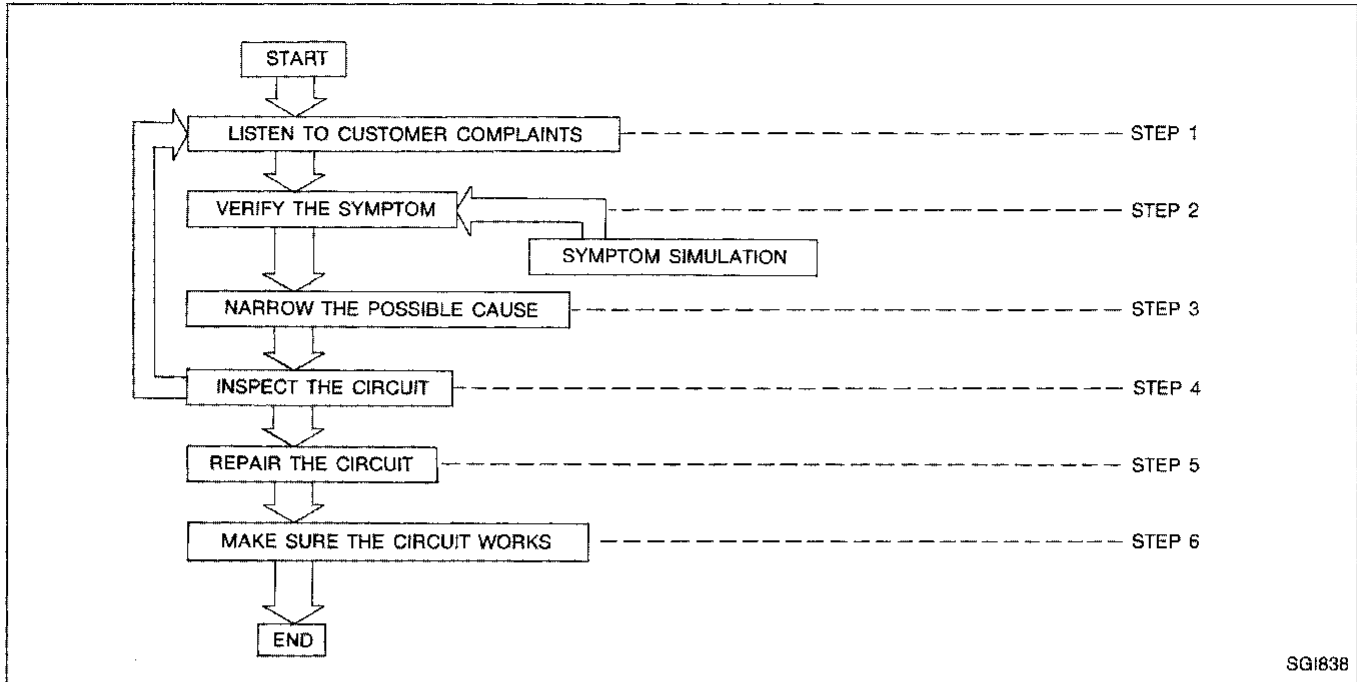 START
LISTEN TO CUSTOMER COMPLAINTS STEP 1
VERIFY THE SYMPTOM STEP 2
SYMPTOM SIMULATION
NARROW THE POSSIBLE CAUSE STEP 3
INSPECT THE CIRCUIT STEP 4
REPAIR THE CIRCUIT STEP 5
MAKE SURE THE CIRCUIT WORKS STEP 6
END
SGI838